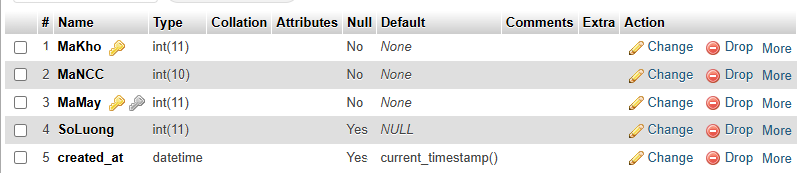 # Name Type Collation Attributes Null Default Comments Extra Action
1 MaKho int(11) No None Change Drop More
2 MaNCC int(10) No None Change Drop More
3 MaMay int(11) No None Change Drop More
4 SoLuong int(11) Yes NULL Change Drop More
5 created_at datetime Yes current_timestamp() Change Drop More